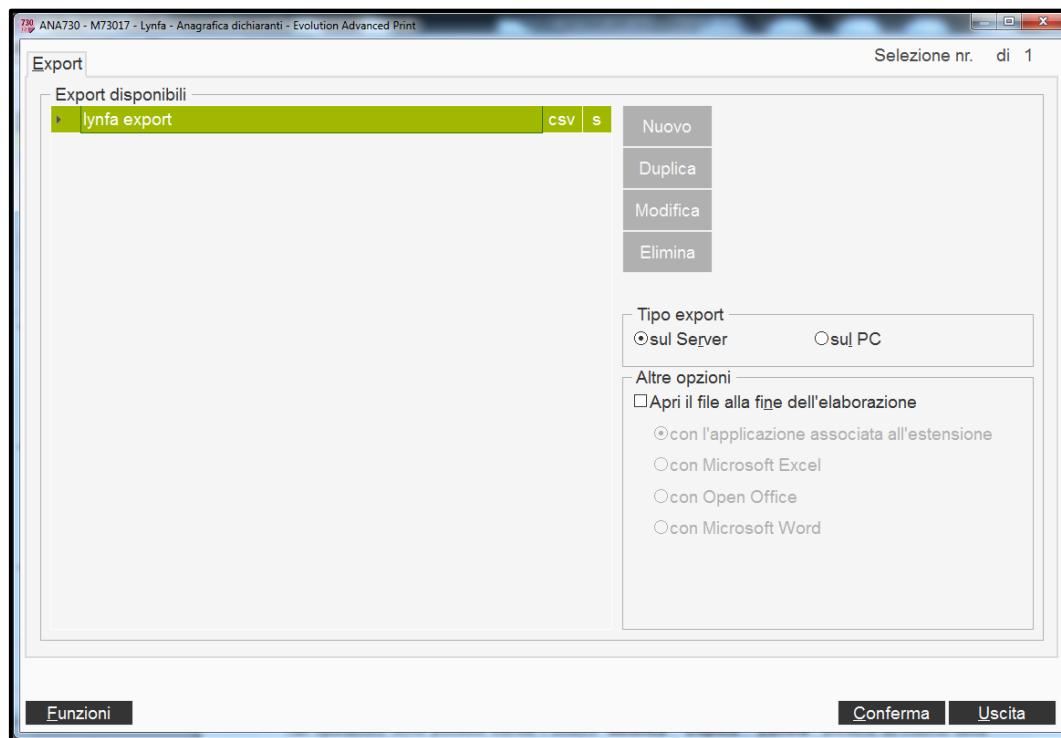 730 ANA730 - M73017 - Lynfa - Anagrafica dichiaranti - Evolution Advanced Print
Selezione nr. di 1
Export
Export disponibili
lynfa export csv s
Nuovo
Duplica
Modifica
Elimina
Tipo export
sul Server sul PC
Altre opzioni
Apri il file alla fine dell'elaborazione
con l'applicazione associata all'estensione
con Microsoft Excel
con Open Office
con Microsoft Word
Funzioni Conferma Uscita